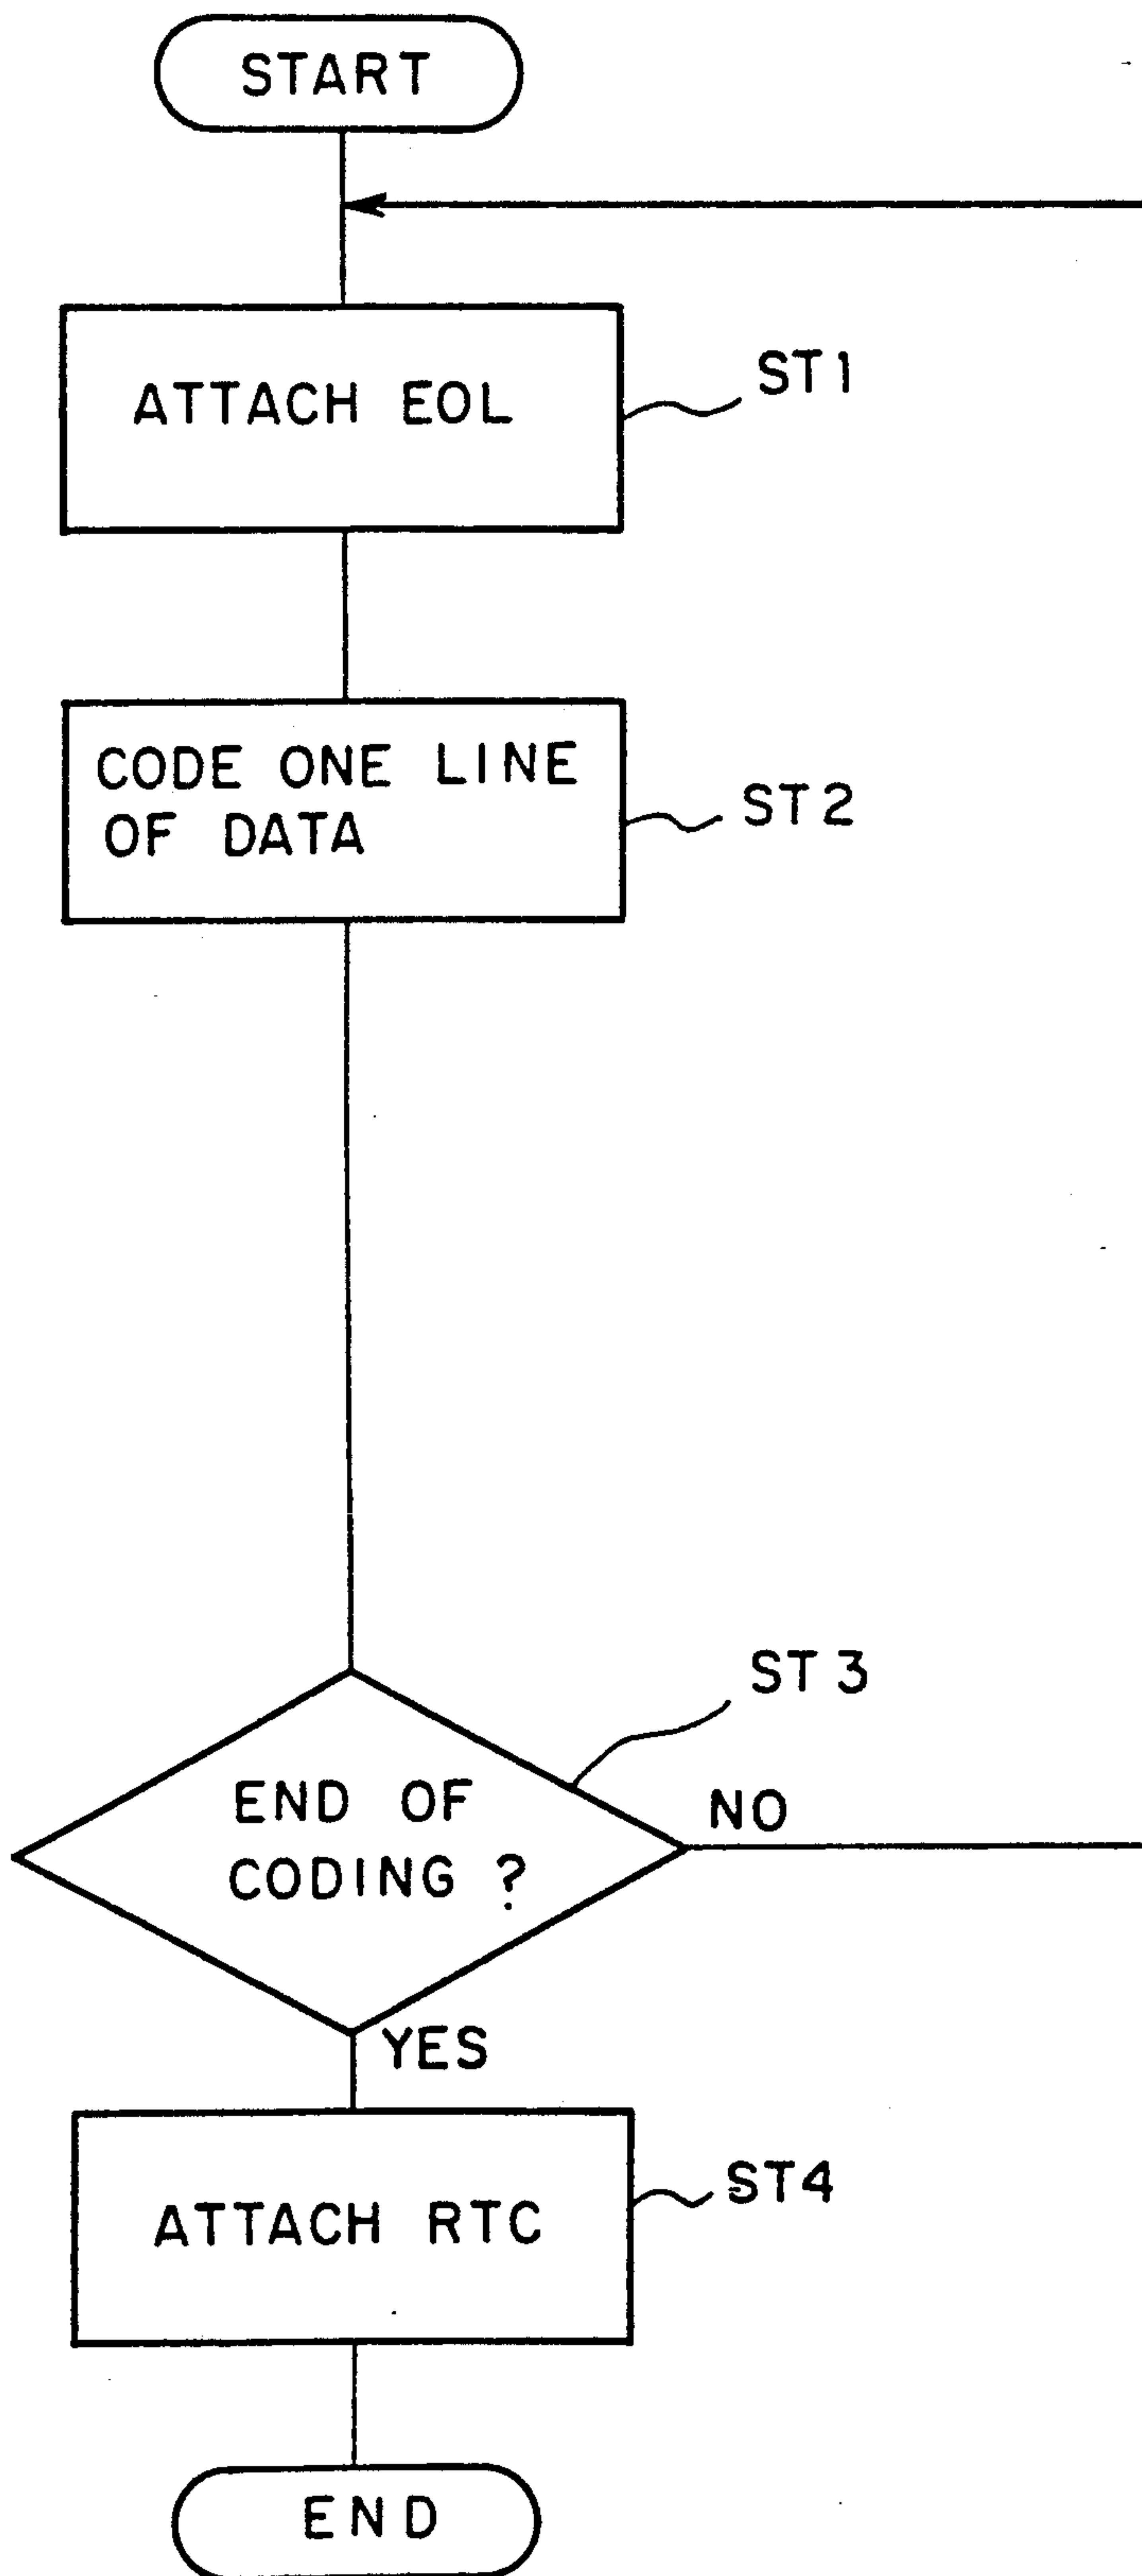 START
ATTACH EOL
ST1
CODE ONE LINE
OF DATA
ST2
ST3
END OF
CODING ?
NO
YES
ATTACH RTC
ST4
END